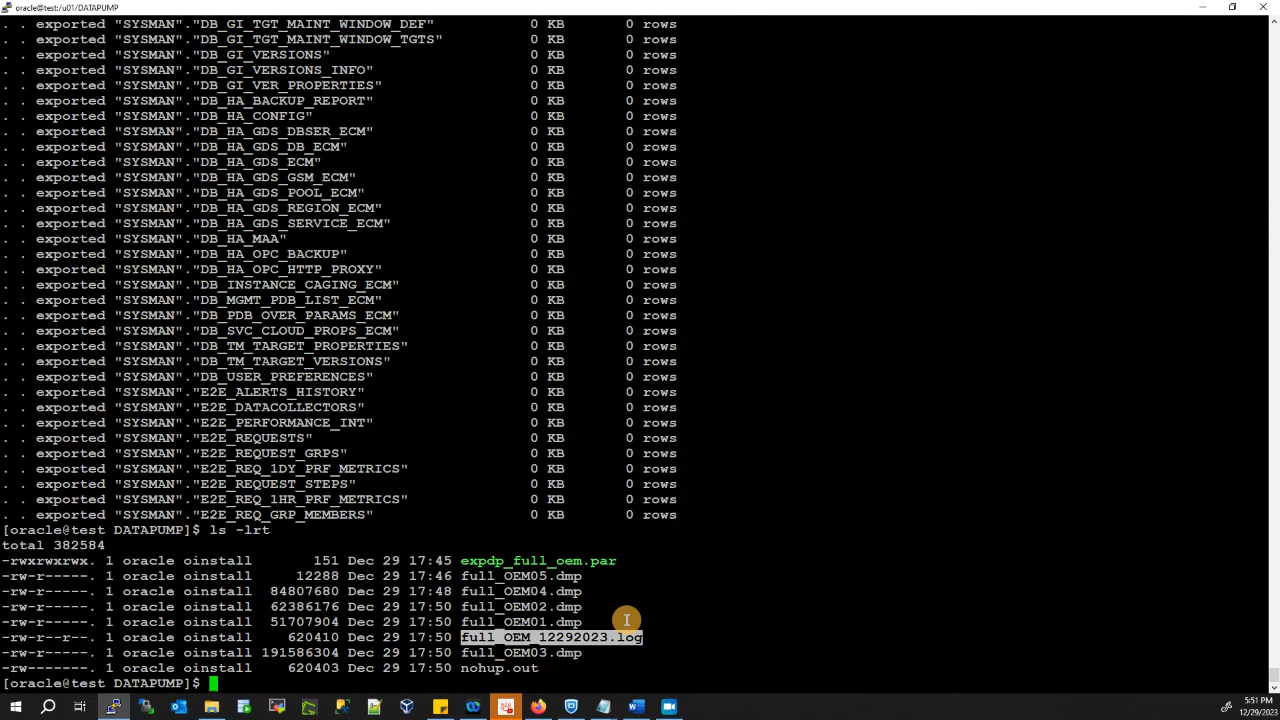 oracle@test:/u01/DATAPUMP
. . exported "SYSMAN"."DB_GI_TGT_MAINT_WINDOW_DEF" 0 KB 0 rows
. . exported "SYSMAN"."DB_GI_TGT_MAINT_WINDOW_TGTS" 0 KB 0 rows
. . exported "SYSMAN"."DB_GI_VERSIONS" 0 KB 0 rows
. . exported "SYSMAN"."DB_GI_VERSIONS_INFO" 0 KB 0 rows
. . exported "SYSMAN"."DB_GI_VER_PROPERTIES" 0 KB 0 rows
. . exported "SYSMAN"."DB_HA_BACKUP_REPORT" 0 KB 0 rows
. . exported "SYSMAN"."DB_HA_CONFIG" 0 KB 0 rows
. . exported "SYSMAN"."DB_HA_GDS_DBSER_ECM" 0 KB 0 rows
. . exported "SYSMAN"."DB_HA_GDS_DB_ECM" 0 KB 0 rows
. . exported "SYSMAN"."DB_HA_GDS_ECM" 0 KB 0 rows
. . exported "SYSMAN"."DB_HA_GDS_GSM_ECM" 0 KB 0 rows
. . exported "SYSMAN"."DB_HA_GDS_POOL_ECM" 0 KB 0 rows
. . exported "SYSMAN"."DB_HA_GDS_REGION_ECM" 0 KB 0 rows
. . exported "SYSMAN"."DB_HA_GDS_SERVICE_ECM" 0 KB 0 rows
. . exported "SYSMAN"."DB_HA_MAA" 0 KB 0 rows
. . exported "SYSMAN"."DB_HA_OPC_BACKUP" 0 KB 0 rows
. . exported "SYSMAN"."DB_HA_OPC_HTTP_PROXY" 0 KB 0 rows
. . exported "SYSMAN"."DB_INSTANCE_CAGING_ECM" 0 KB 0 rows
. . exported "SYSMAN"."DB_MGMT_PDB_LIST_ECM" 0 KB 0 rows
. . exported "SYSMAN"."DB_PDB_OVER_PARAMS_ECM" 0 KB 0 rows
. . exported "SYSMAN"."DB_SVC_CLOUD_PROPS_ECM" 0 KB 0 rows
. . exported "SYSMAN"."DB_TM_TARGET_PROPERTIES" 0 KB 0 rows
. . exported "SYSMAN"."DB_TM_TARGET_VERSIONS" 0 KB 0 rows
. . exported "SYSMAN"."DB_USER_PREFERENCES" 0 KB 0 rows
. . exported "SYSMAN"."E2E_ALERTS_HISTORY" 0 KB 0 rows
. . exported "SYSMAN"."E2E_DATACOLLECTORS" 0 KB 0 rows
. . exported "SYSMAN"."E2E_PERFORMANCE_INT" 0 KB 0 rows
. . exported "SYSMAN"."E2E_REQUESTS" 0 KB 0 rows
. . exported "SYSMAN"."E2E_REQUEST_GRPS" 0 KB 0 rows
. . exported "SYSMAN"."E2E_REQ_1DY_PRF_METRICS" 0 KB 0 rows
. . exported "SYSMAN"."E2E_REQUEST_STEPS" 0 KB 0 rows
. . exported "SYSMAN"."E2E_REQ_1HR_PRF_METRICS" 0 KB 0 rows
. . exported "SYSMAN"."E2E_REQ_GRP_MEMBERS" 0 KB 0 rows
[oracle@test DATAPUMP]$ ls -lrt
total 382584
-rwxrwxrwx. 1 oracle oinstall 151 Dec 29 17:45 expdp_full_oem.par
-rw-r-----. 1 oracle oinstall 12288 Dec 29 17:46 full_OEM05.dmp
-rw-r-----. 1 oracle oinstall 84807680 Dec 29 17:48 full_OEM04.dmp
-rw-r-----. 1 oracle oinstall 62386176 Dec 29 17:50 full_OEM02.dmp
-rw-r-----. 1 oracle oinstall 51707904 Dec 29 17:50 full_OEM01.dmp
-rw-r--r--. 1 oracle oinstall 620410 Dec 29 17:50 full_OEM_12292023.log
-rw-r-----. 1 oracle oinstall 191586304 Dec 29 17:50 full_OEM03.dmp
-rw-------. 1 oracle oinstall 620403 Dec 29 17:50 nohup.out
[oracle@test DATAPUMP]$
5:51 PM
12/29/2023